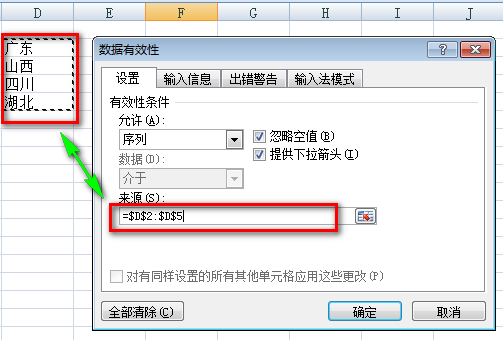 D E F G H I J
广东
山西
四川
湖北
数据有效性
设置 输入信息 出错警告 输入法模式
有效性条件
允许(A):
序列
忽略空值(B)
数据(D):
提供下拉箭头(I)
介于
来源(S):
=$D$2:$D$5
对有同样设置的所有其他单元格应用这些更改(P)
全部清除(C) 确定 取消